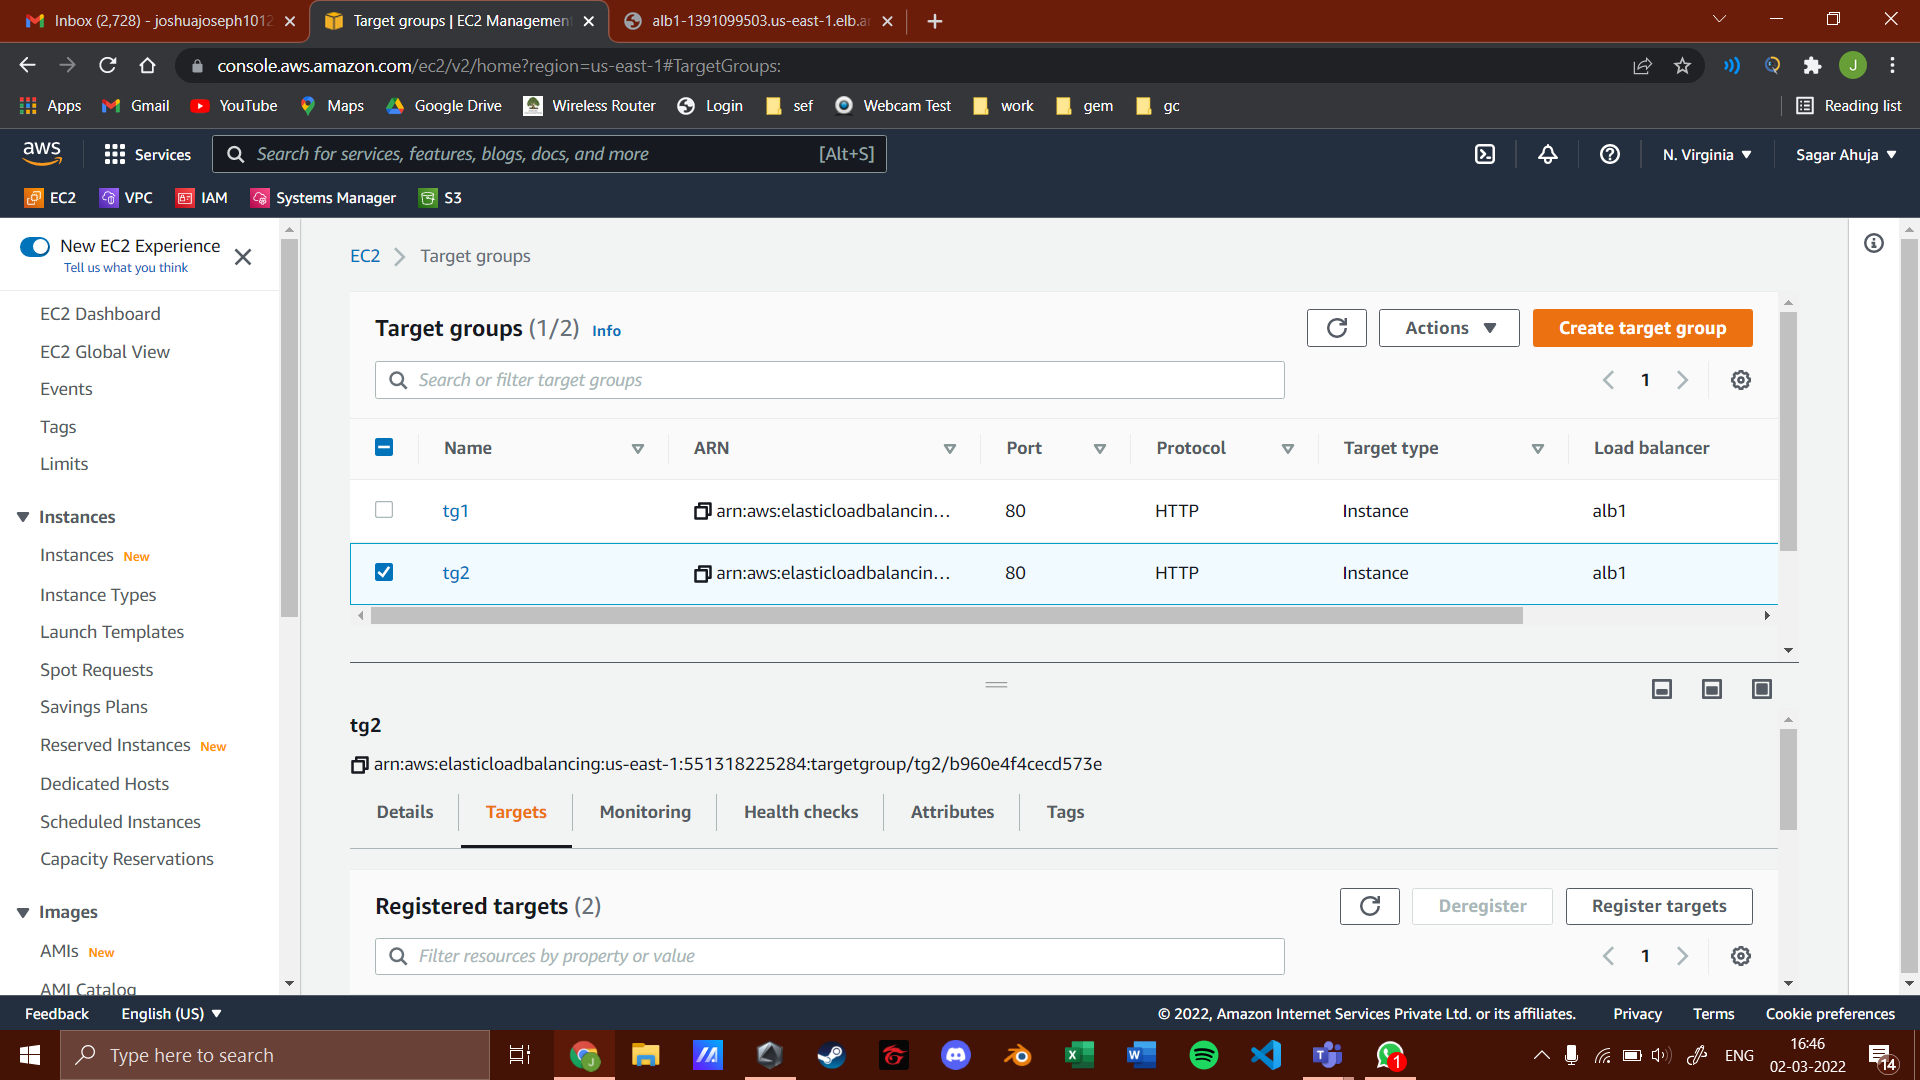 Inbox (2,728) - joshuajoseph1012
Target groups | EC2 Management
alb1-1391099503.us-east-1.elb.am
console.aws.amazon.com/ec2/v2/home?region=us-east-1#TargetGroups:
J
Apps
Gmail
YouTube
Maps
Google Drive
Wireless Router
Login
sef
Webcam Test
work
gem
gc
Reading list
aws
Services
Search for services, features, blogs, docs, and more
[Alt+S]
N. Virginia
Sagar Ahuja
EC2
VPC
IAM
Systems Manager
S3
New EC2 Experience
Tell us what you think
EC2 Dashboard
EC2 Global View
Events
Tags
Limits
Instances
Instances New
Instance Types
Launch Templates
Spot Requests
Savings Plans
Reserved Instances New
Dedicated Hosts
Scheduled Instances
Capacity Reservations
Images
AMIs New
AMI Catalog
EC2
Target groups
Target groups (1/2) Info
Actions
Create target group
Search or filter target groups
1
Name
ARN
Port
Protocol
Target type
Load balancer
tg1
arn:aws:elasticloadbalancin...
80
HTTP
Instance
alb1
tg2
arn:aws:elasticloadbalancin...
80
HTTP
Instance
alb1
tg2
arn:aws:elasticloadbalancing:us-east-1:551318225284:targetgroup/tg2/b960e4f4cecd573e
Details
Targets
Monitoring
Health checks
Attributes
Tags
Registered targets (2)
Deregister
Register targets
Filter resources by property or value
1
Feedback
English (US)
© 2022, Amazon Internet Services Private Ltd. or its affiliates.
Privacy
Terms
Cookie preferences
Type here to search
1
ENG
16:46
02-03-2022
14